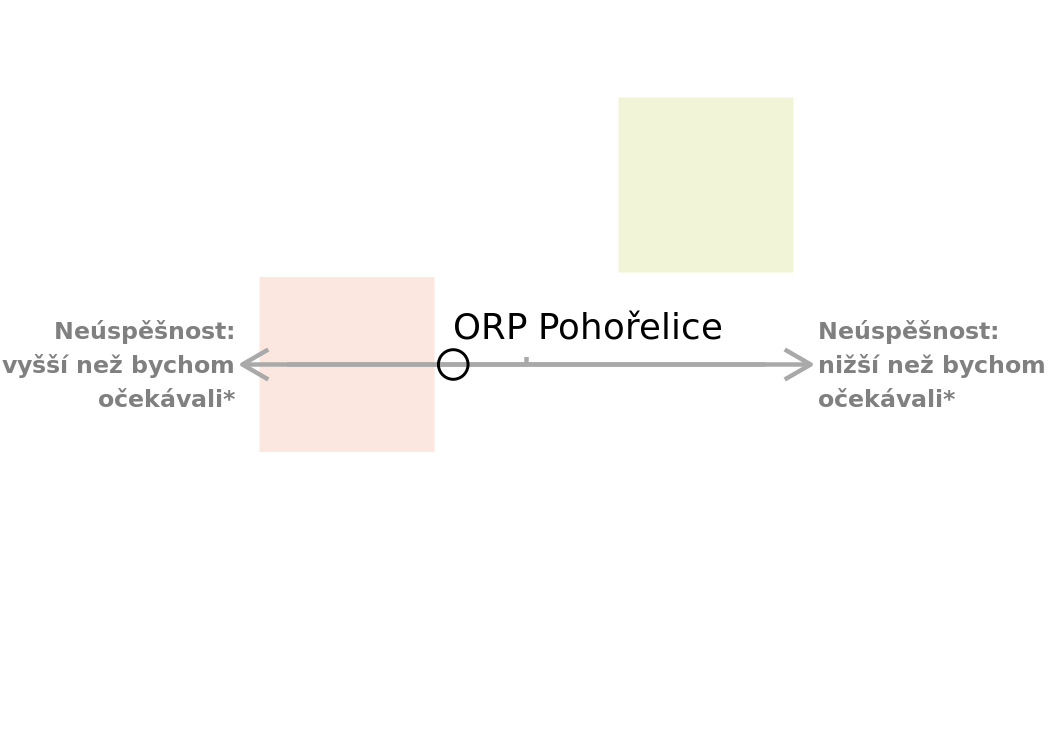 ORP Pohořelice
Neúspěšnost:
vyšší než bychom
očekávali*
Neúspěšnost:
nižší než bychom
očekávali*